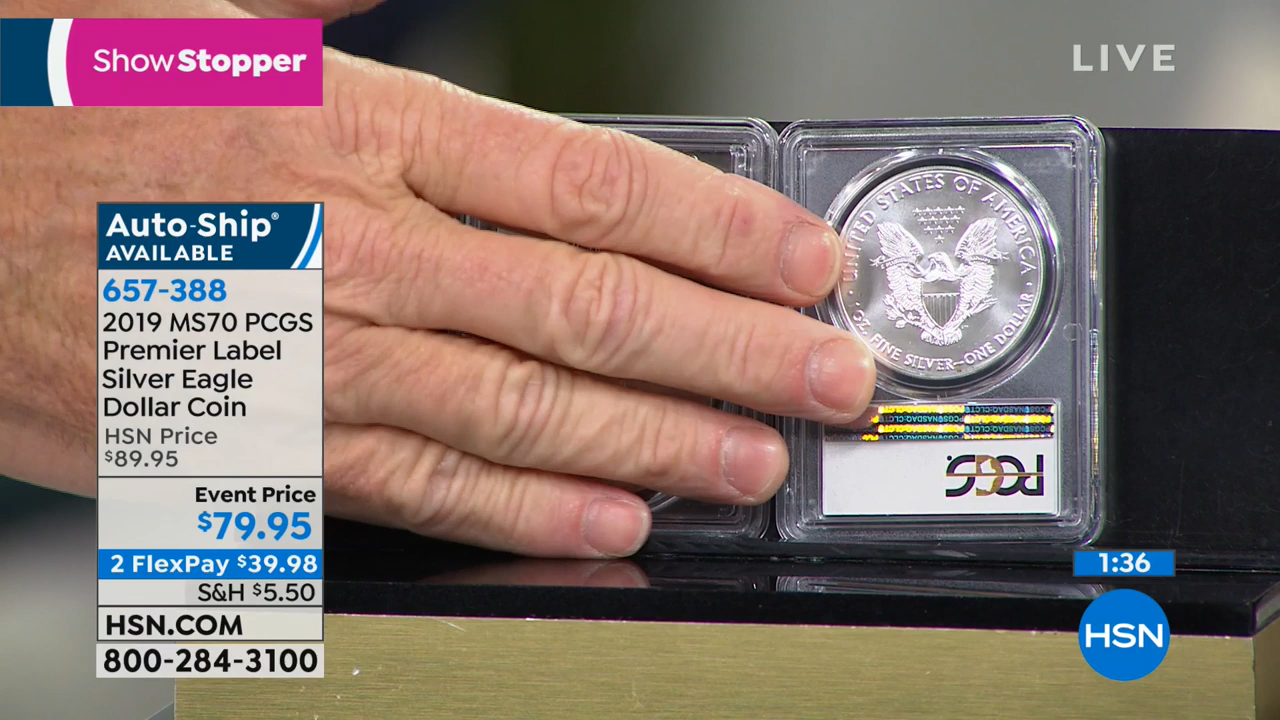 ShowStopper
LIVE
Auto-Ship®
AVAILABLE
657-388
2019 MS70 PCGS
Premier Label
Silver Eagle
Dollar Coin
HSN Price
$89.95
Event Price
$79.95
2 FlexPay $39.98
S&H $5.50
HSN.COM
800-284-3100
UNITED STATES OF AMERICA
1 OZ. FINE SILVER—ONE DOLLAR
PCGS
1:36
HSN